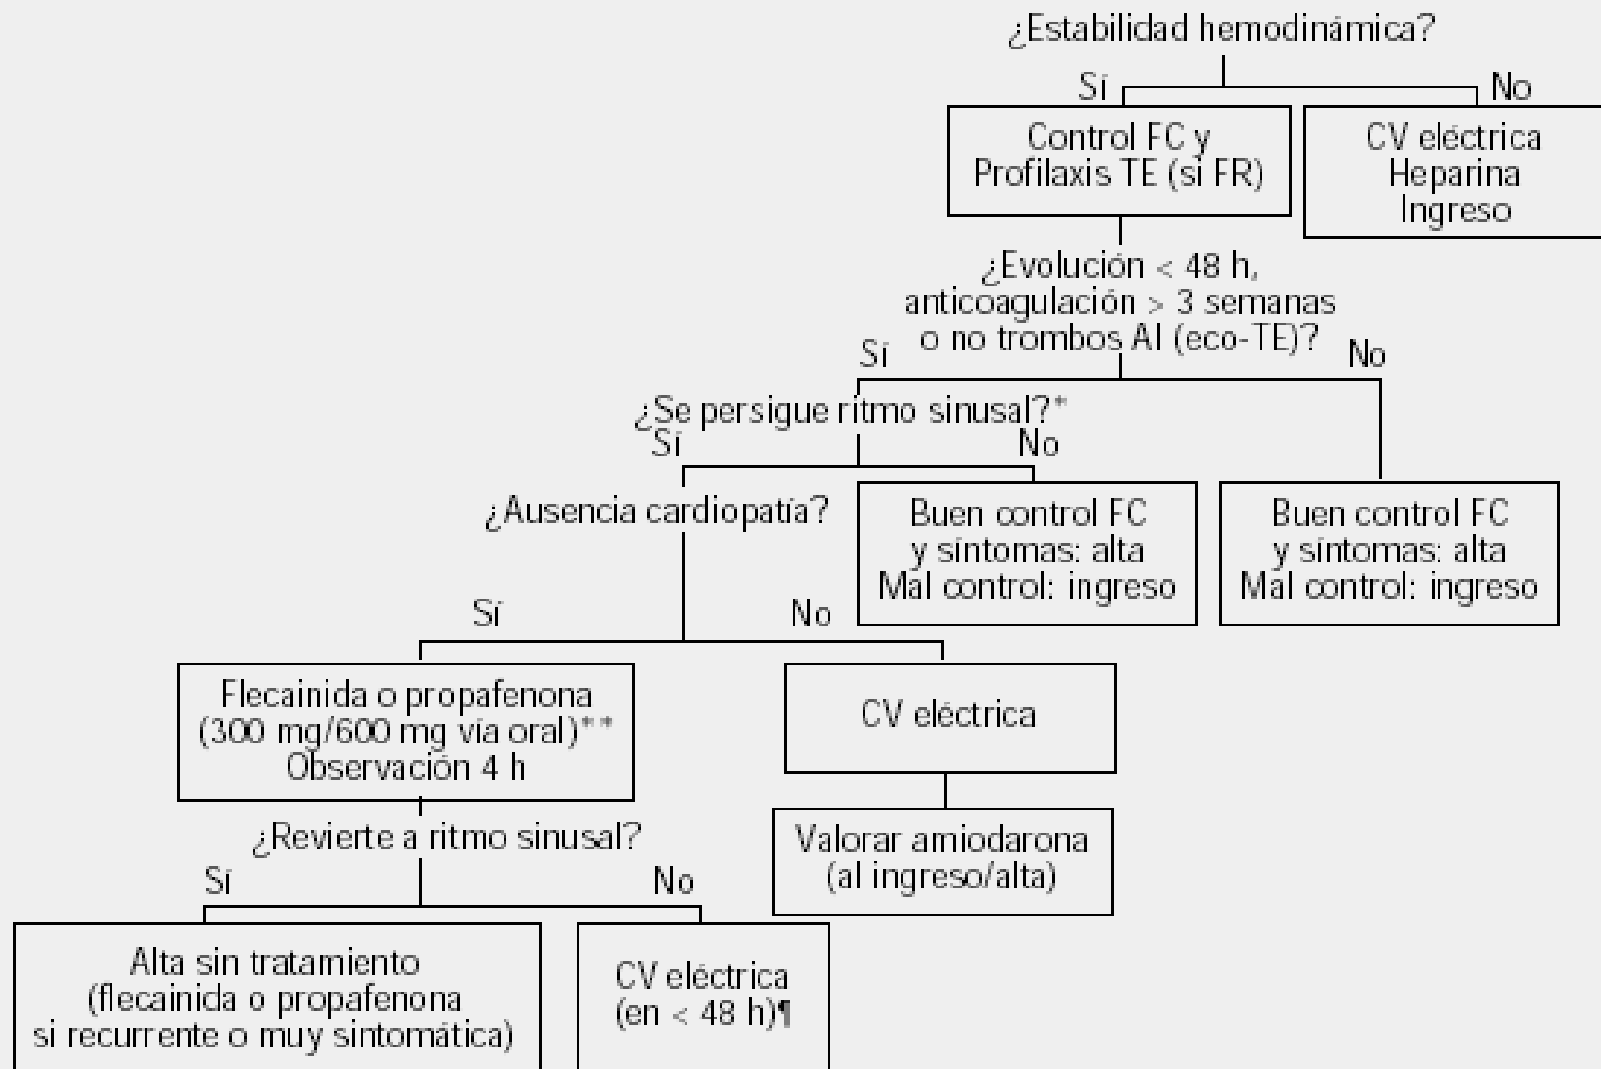 ¿Estabilidad hemodinámica?
Sí
No
Control FC y
Profilaxis TE (si FR)
CV eléctrica
Heparina
Ingreso
¿Evolución < 48 h,
anticoagulación > 3 semanas
o no trombos AI (eco-TE)?
Sí
No
¿Se persigue ritmo sinusal?*
Sí
No
¿Ausencia cardiopatía?
Buen control FC
y síntomas: alta
Mal control: ingreso
Buen control FC
y síntomas: alta
Mal control: ingreso
Sí
No
Flecainida o propafenona
(300 mg/600 mg vía oral)**
Observación 4 h
CV eléctrica
¿Revierte a ritmo sinusal?
Valorar amiodarona
(al ingreso/alta)
Sí
No
Alta sin tratamiento
(flecainida o propafenona
si recurrente o muy sintomática)
CV eléctrica
(en < 48 h)¶